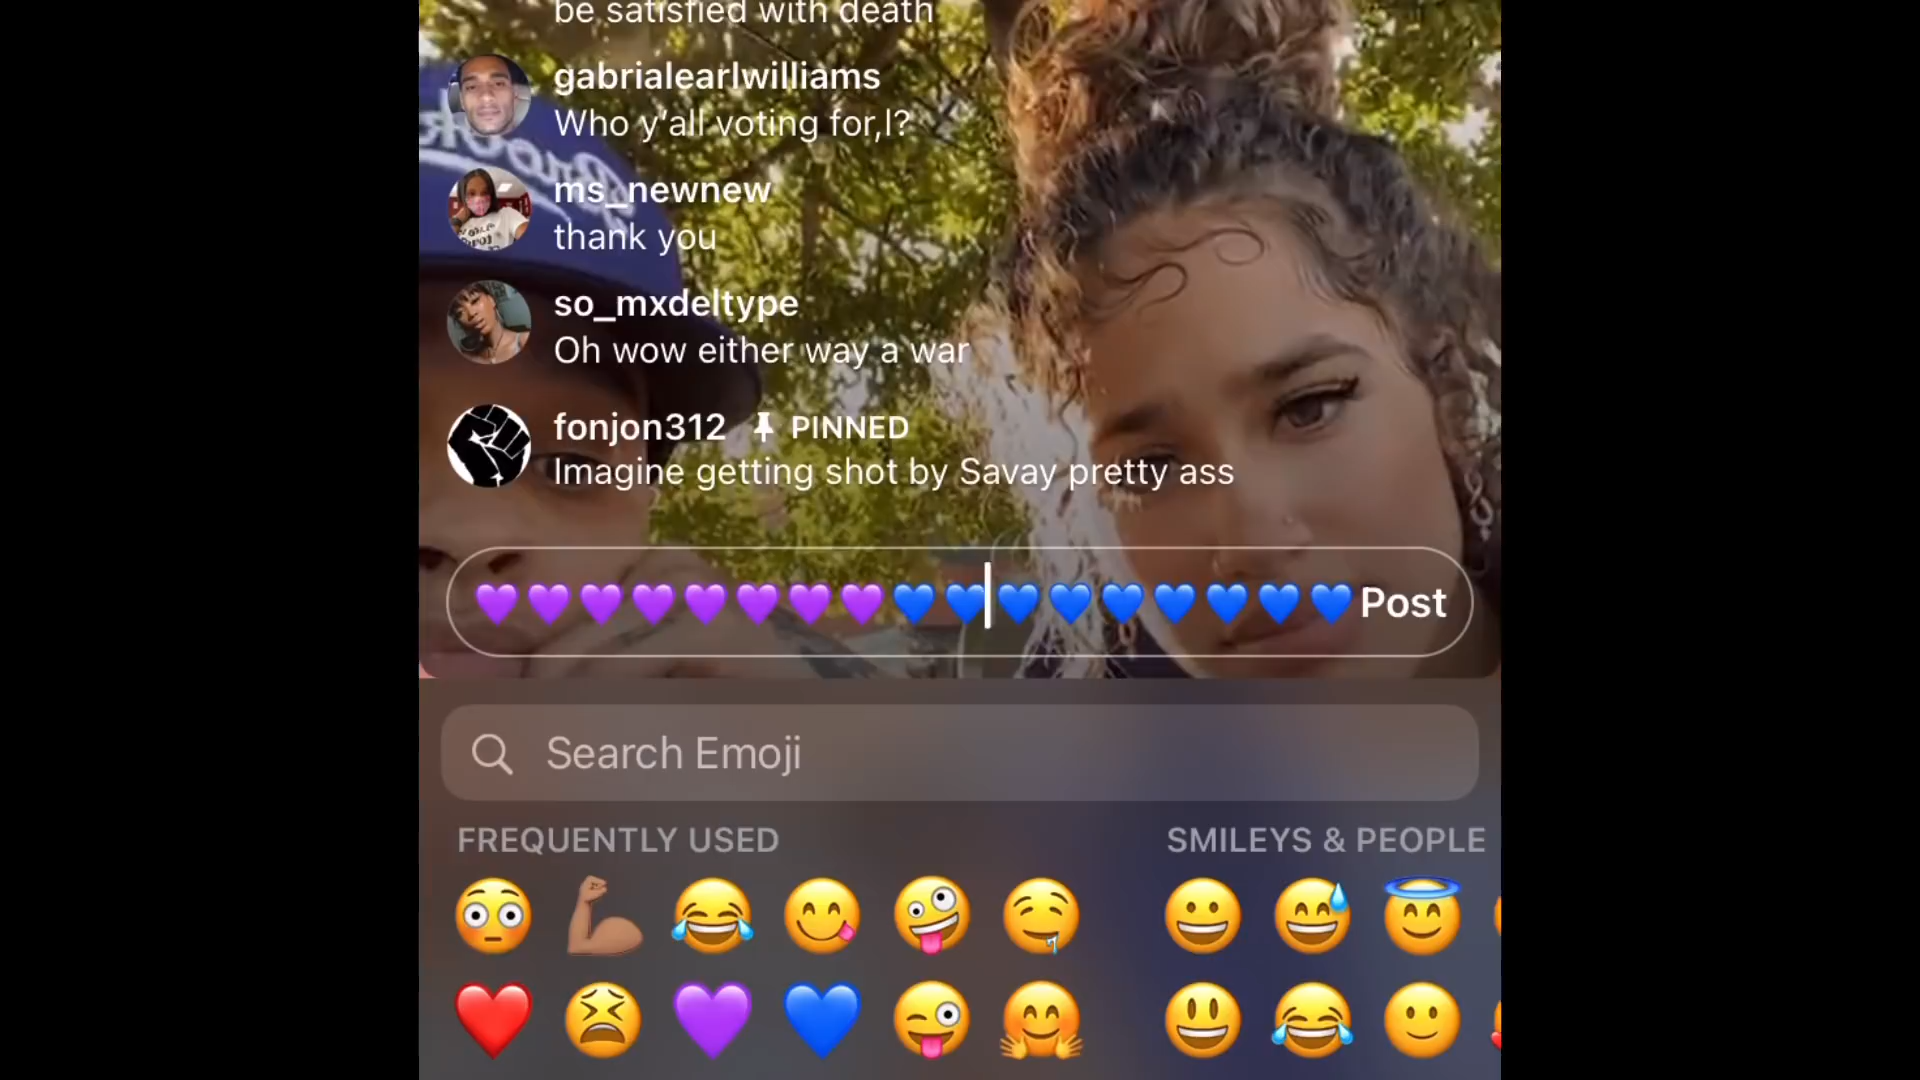 be satisfied with death
gabrialearlwilliams
Who y'all voting for,I?
ms_newnew
thank you
so_mxdeltype
Oh wow either way a war
fonjon312 PINNED
Imagine getting shot by Savay pretty ass
💜💜💜💜💜💜💜💜💙💙💙💙💙💙💙💙💙 Post
Search Emoji
FREQUENTLY USED SMILEYS & PEOPLE